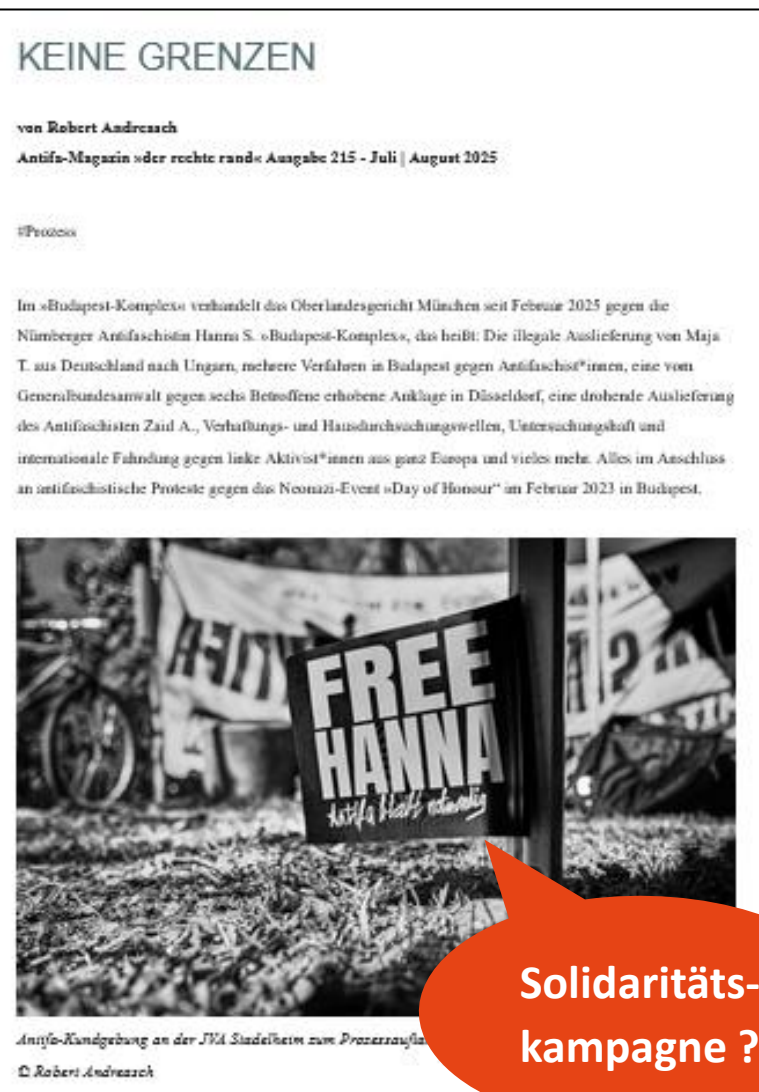 KEINE GRENZEN
von Robert Andreasch
Antifa-Magazin »der rechte rand« Ausgabe 215 - Juli | August 2025
#Prozess
Im »Budapest-Komplex« verhandelt das Oberlandesgericht München seit Februar 2025 gegen die
Nürnberger Antifaschistin Hanna S. »Budapest-Komplex«, das heißt: Die illegale Auslieferung von Maja
T. aus Deutschland nach Ungarn, mehrere Verfahren in Budapest gegen Antifaschist*innen, eine vom
Generalbundesanwalt gegen sechs Betroffene erhobene Anklage in Düsseldorf, eine drohende Auslieferung
des Antifaschisten Zaid A., Verhaftungs- und Hausdurchsuchungswellen, Untersuchungshaft und
internationale Fahndung gegen linke Aktivist*innen aus ganz Europa und vieles mehr. Alles im Anschluss
an antifaschistische Proteste gegen das Neonazi-Event »Day of Honour“ im Februar 2023 in Budapest.
FREE
HANNA
Antifa bleibt notwendig
Solidaritäts-
kampagne ?
Antifa-Kundgebung an der JVA Stadelheim zum
© Robert Andreasch